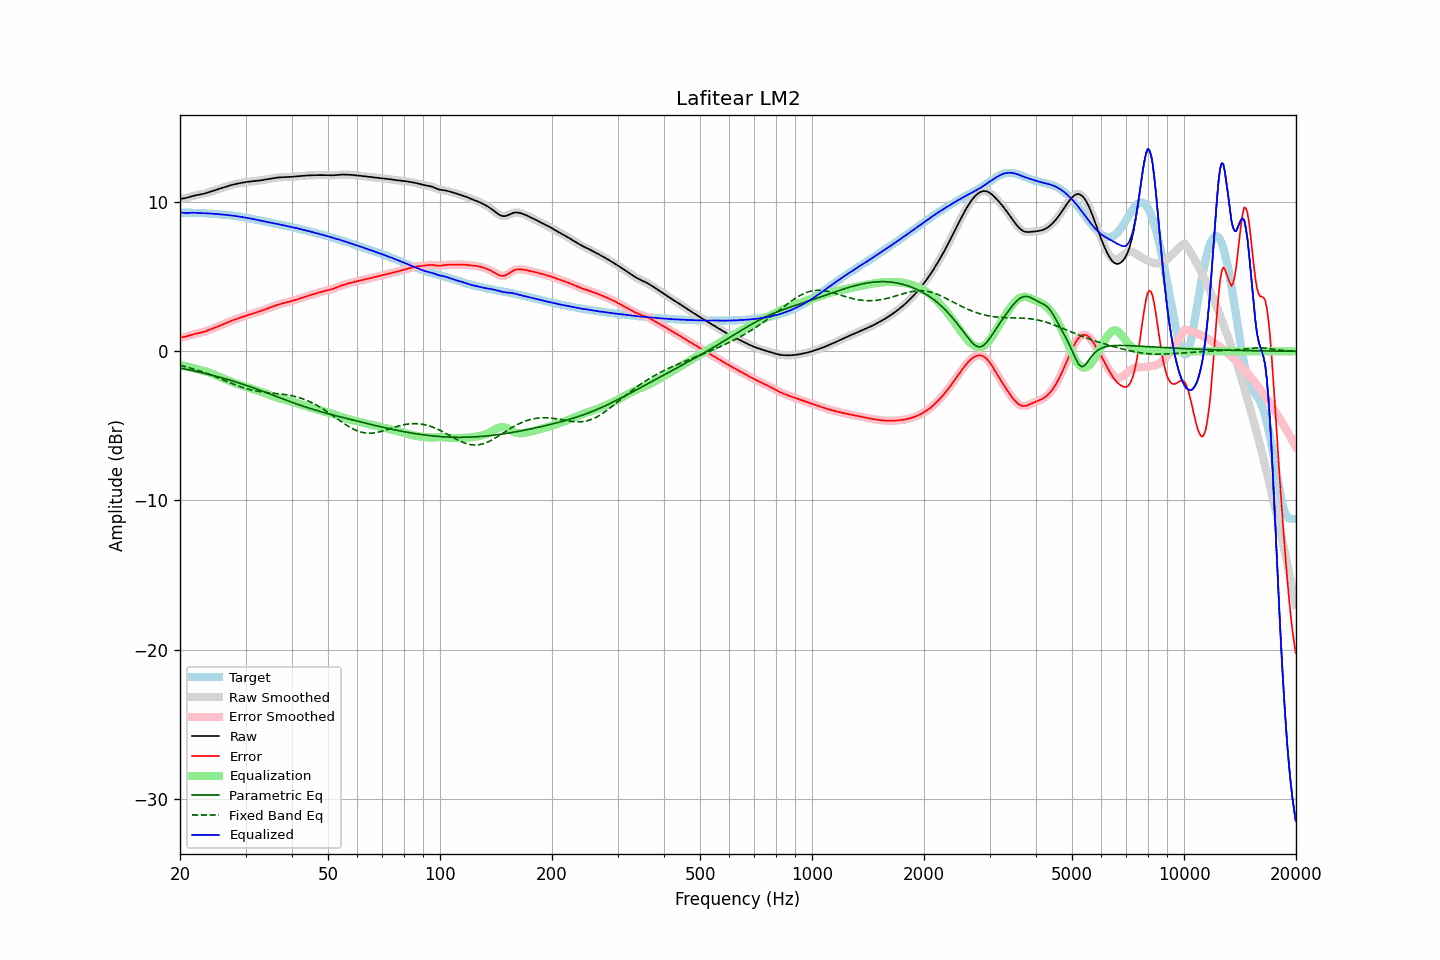 Lafitear LM2
10
0
−10
−20
−30
Amplitude (dBr)
Target
Raw Smoothed
Error Smoothed
Raw
Error
Equalization
Parametric Eq
Fixed Band Eq
Equalized
20 50 100 200 500 1000 2000 5000 10000 20000
Frequency (Hz)